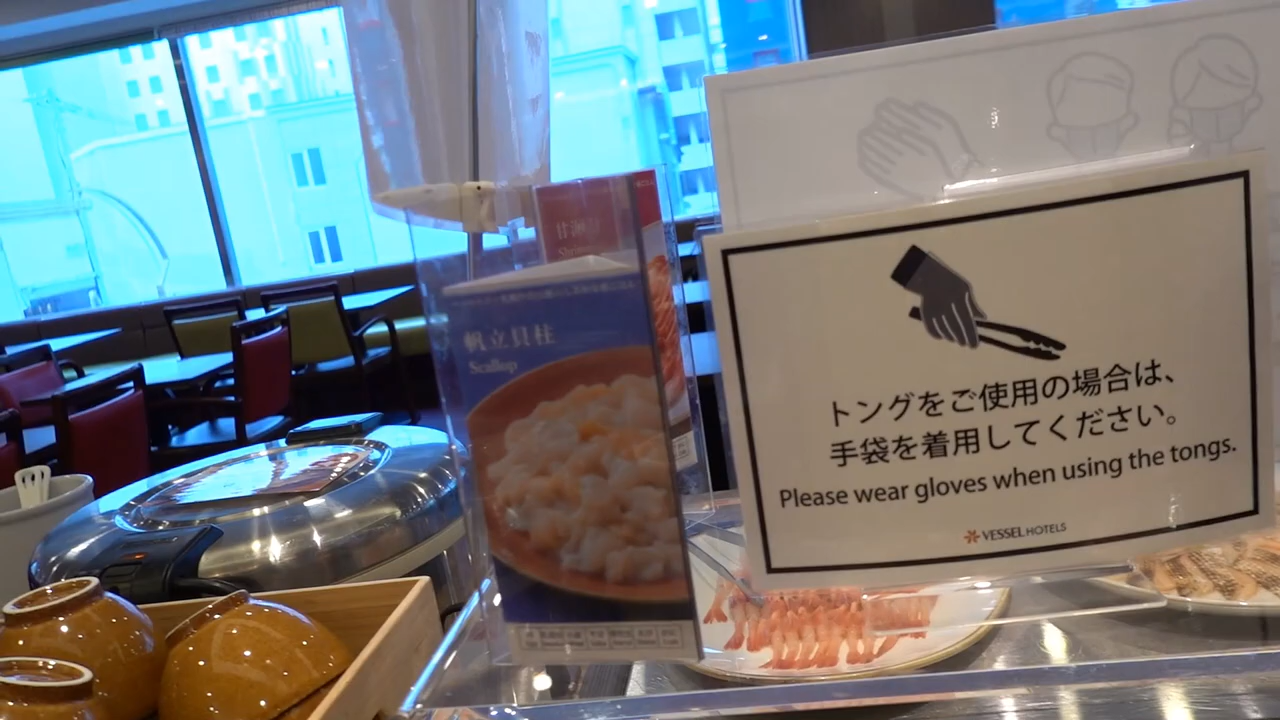 甘海
Shrimp
帆立貝柱
Scallop
トングをご使用の場合は、
手袋を着用してください。
Please wear gloves when using the tongs.
VESSEL HOTELS